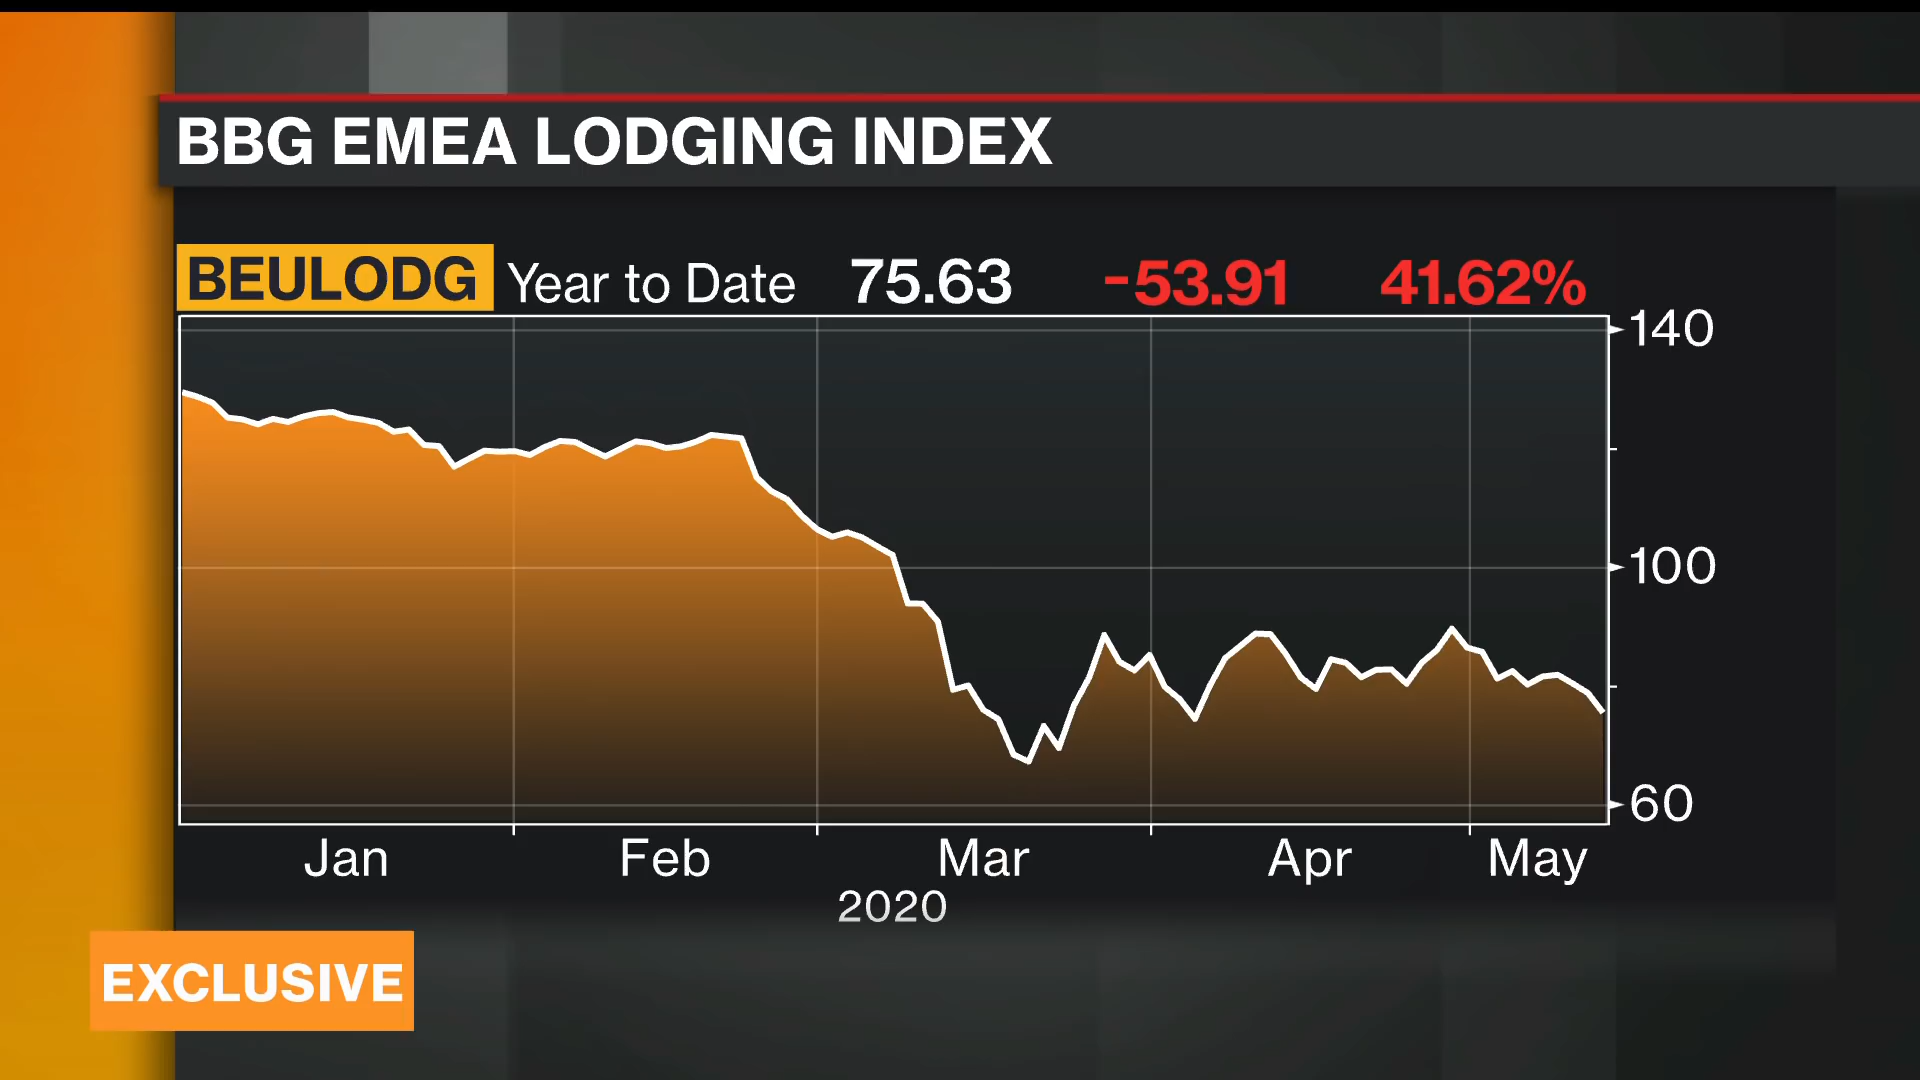 BBG EMEA LODGING INDEX
BEULODG Year to Date 75.63 -53.91 41.62%
140
100
60
Jan Feb Mar Apr May
2020
EXCLUSIVE